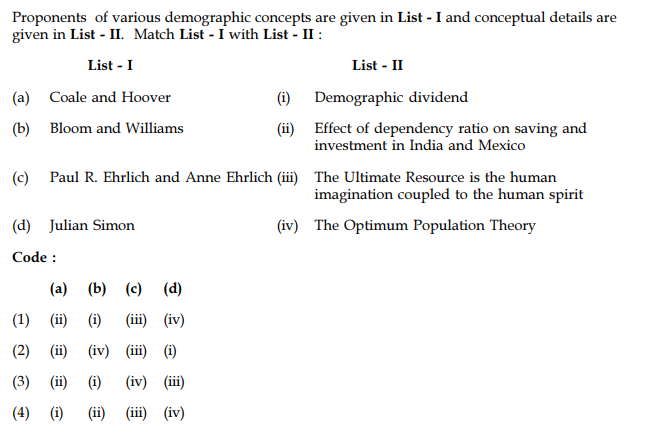 Proponents of various demographic concepts are given in List - I and conceptual details are
given in List - II. Match List - I with List - II :
List - I List - II
(a) Coale and Hoover (i) Demographic dividend
(b) Bloom and Williams (ii) Effect of dependency ratio on saving and
investment in India and Mexico
(c) Paul R. Ehrlich and Anne Ehrlich (iii) The Ultimate Resource is the human
imagination coupled to the human spirit
(d) Julian Simon (iv) The Optimum Population Theory
Code :
(a) (b) (c) (d)
(1) (ii) (i) (iii) (iv)
(2) (ii) (iv) (iii) (i)
(3) (ii) (i) (iv) (iii)
(4) (i) (ii) (iii) (iv)